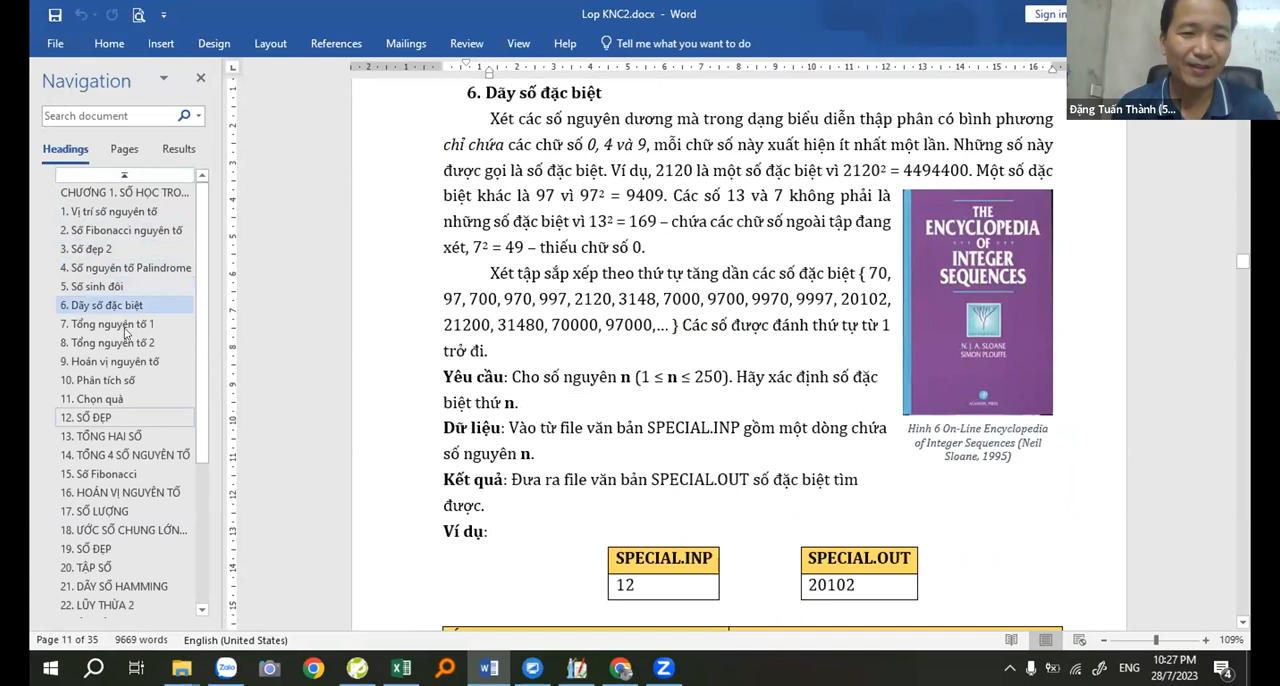 Lop KNC2.docx - Word
Sign in
File Home Insert Design Layout References Mailings Review View Help Tell me what you want to do
Đặng Tuấn Thành (5...
Navigation
Search document
Headings Pages Results
CHƯƠNG 1. SỐ HỌC TRO...
1. Vị trí số nguyên tố
2. Số Fibonacci nguyên tố
3. Số đẹp 2
4. Số nguyên tố Palindrome
5. Số sinh đôi
6. Dãy số đặc biệt
7. Tổng nguyên tố 1
8. Tổng nguyên tố 2
9. Hoán vị nguyên tố
10. Phân tích số
11. Chọn quà
12. SỐ ĐẸP
13. TỔNG HAI SỐ
14. TỔNG 4 SỐ NGUYÊN TỐ
15. Số Fibonacci
16. HOÁN VỊ NGUYÊN TỐ
17. SỐ LƯỢNG
18. ƯỚC SỐ CHUNG LỚN...
19. SỐ ĐẸP
20. TẬP SỐ
21. DÃY SỐ HAMMING
22. LŨY THỪA 2
6. Dãy số đặc biệt
Xét các số nguyên dương mà trong dạng biểu diễn thập phân có bình phương
chỉ chứa các chữ số 0, 4 và 9, mỗi chữ số này xuất hiện ít nhất một lần. Những số này
được gọi là số đặc biệt. Ví dụ, 2120 là một số đặc biệt vì 2120² = 4494400. Một số dặc
biệt khác là 97 vì 97² = 9409. Các số 13 và 7 không phải là
những số đặc biệt vì 13² = 169 – chứa các chữ số ngoài tập đang
xét, 7² = 49 – thiếu chữ số 0.
Xét tập sắp xếp theo thứ tự tăng dần các số đặc biệt { 70,
97, 700, 970, 997, 2120, 3148, 7000, 9700, 9970, 9997, 20102,
21200, 31480, 70000, 97000,... } Các số được đánh thứ tự từ 1
trở đi.
Yêu cầu: Cho số nguyên n (1 ≤ n ≤ 250). Hãy xác định số đặc
biệt thứ n.
Dữ liệu: Vào từ file văn bản SPECIAL.INP gồm một dòng chứa
số nguyên n.
Kết quả: Đưa ra file văn bản SPECIAL.OUT số đặc biệt tìm
được.
Ví dụ:
SPECIAL.INP
12
SPECIAL.OUT
20102
THE
ENCYCLOPEDIA
OF
INTEGER
SEQUENCES
N. J. A. SLOANE
SIMON PLOUFFE
ACADEMIC PRESS
Hình 6 On-Line Encyclopedia
of Integer Sequences (Neil
Sloane, 1995)
Page 11 of 35 9669 words English (United States)
109%
ENG
10:27 PM
28/7/2023
4